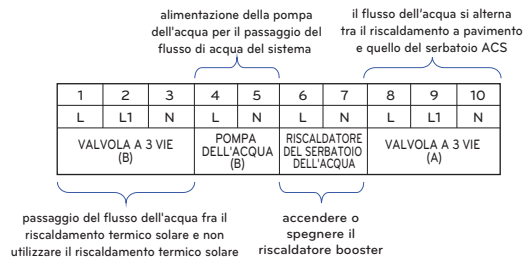 alimentazione della pompa
dell'acqua per il passaggio del
flusso di acqua del sistema
il flusso dell'acqua si alterna
tra il riscaldamento a pavimento
e quello del serbatoio ACS
1 2 3 4 5 6 7 8 9 10
L L1 N L N L N L L1 N
VALVOLA A 3 VIE
(B)
POMPA
DELL'ACQUA
(B)
RISCALDATORE
DEL SERBATOIO
DELL'ACQUA
VALVOLA A 3 VIE
(A)
passaggio del flusso dell'acqua fra il
riscaldamento termico solare e non
utilizzare il riscaldamento termico solare
accendere o
spegnere il
riscaldatore booster